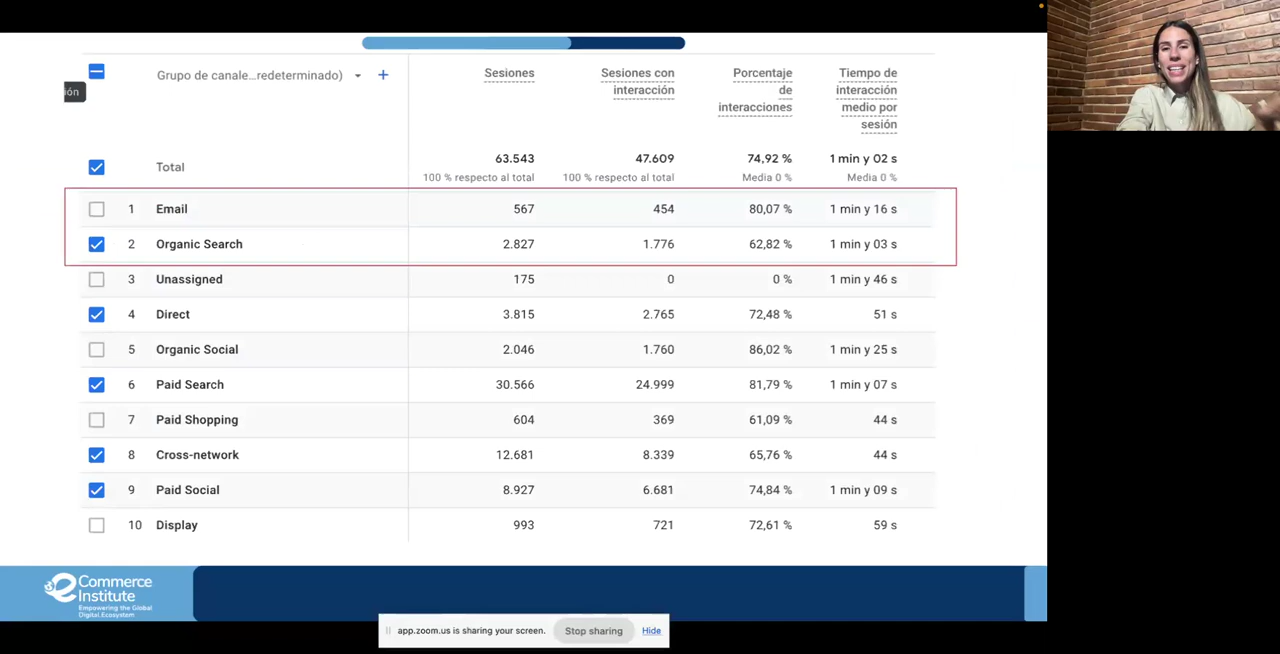 Grupo de canale...redeterminado)
ión
Sesiones
Sesiones con
interacción
Porcentaje
de
interacciones
Tiempo de
interacción
medio por
sesión
Total 63.543 47.609 74,92 % 1 min y 02 s
100 % respecto al total 100 % respecto al total Media 0 % Media 0 %
1 Email 567 454 80,07 % 1 min y 16 s
2 Organic Search 2.827 1.776 62,82 % 1 min y 03 s
3 Unassigned 175 0 0 % 1 min y 46 s
4 Direct 3.815 2.765 72,48 % 51 s
5 Organic Social 2.046 1.760 86,02 % 1 min y 25 s
6 Paid Search 30.566 24.999 81,79 % 1 min y 07 s
7 Paid Shopping 604 369 61,09 % 44 s
8 Cross-network 12.681 8.339 65,76 % 44 s
9 Paid Social 8.927 6.681 74,84 % 1 min y 09 s
10 Display 993 721 72,61 % 59 s
eCommerce
Institute
Empowering the Global
Digital Ecosystem
app.zoom.us is sharing your screen. Stop sharing Hide